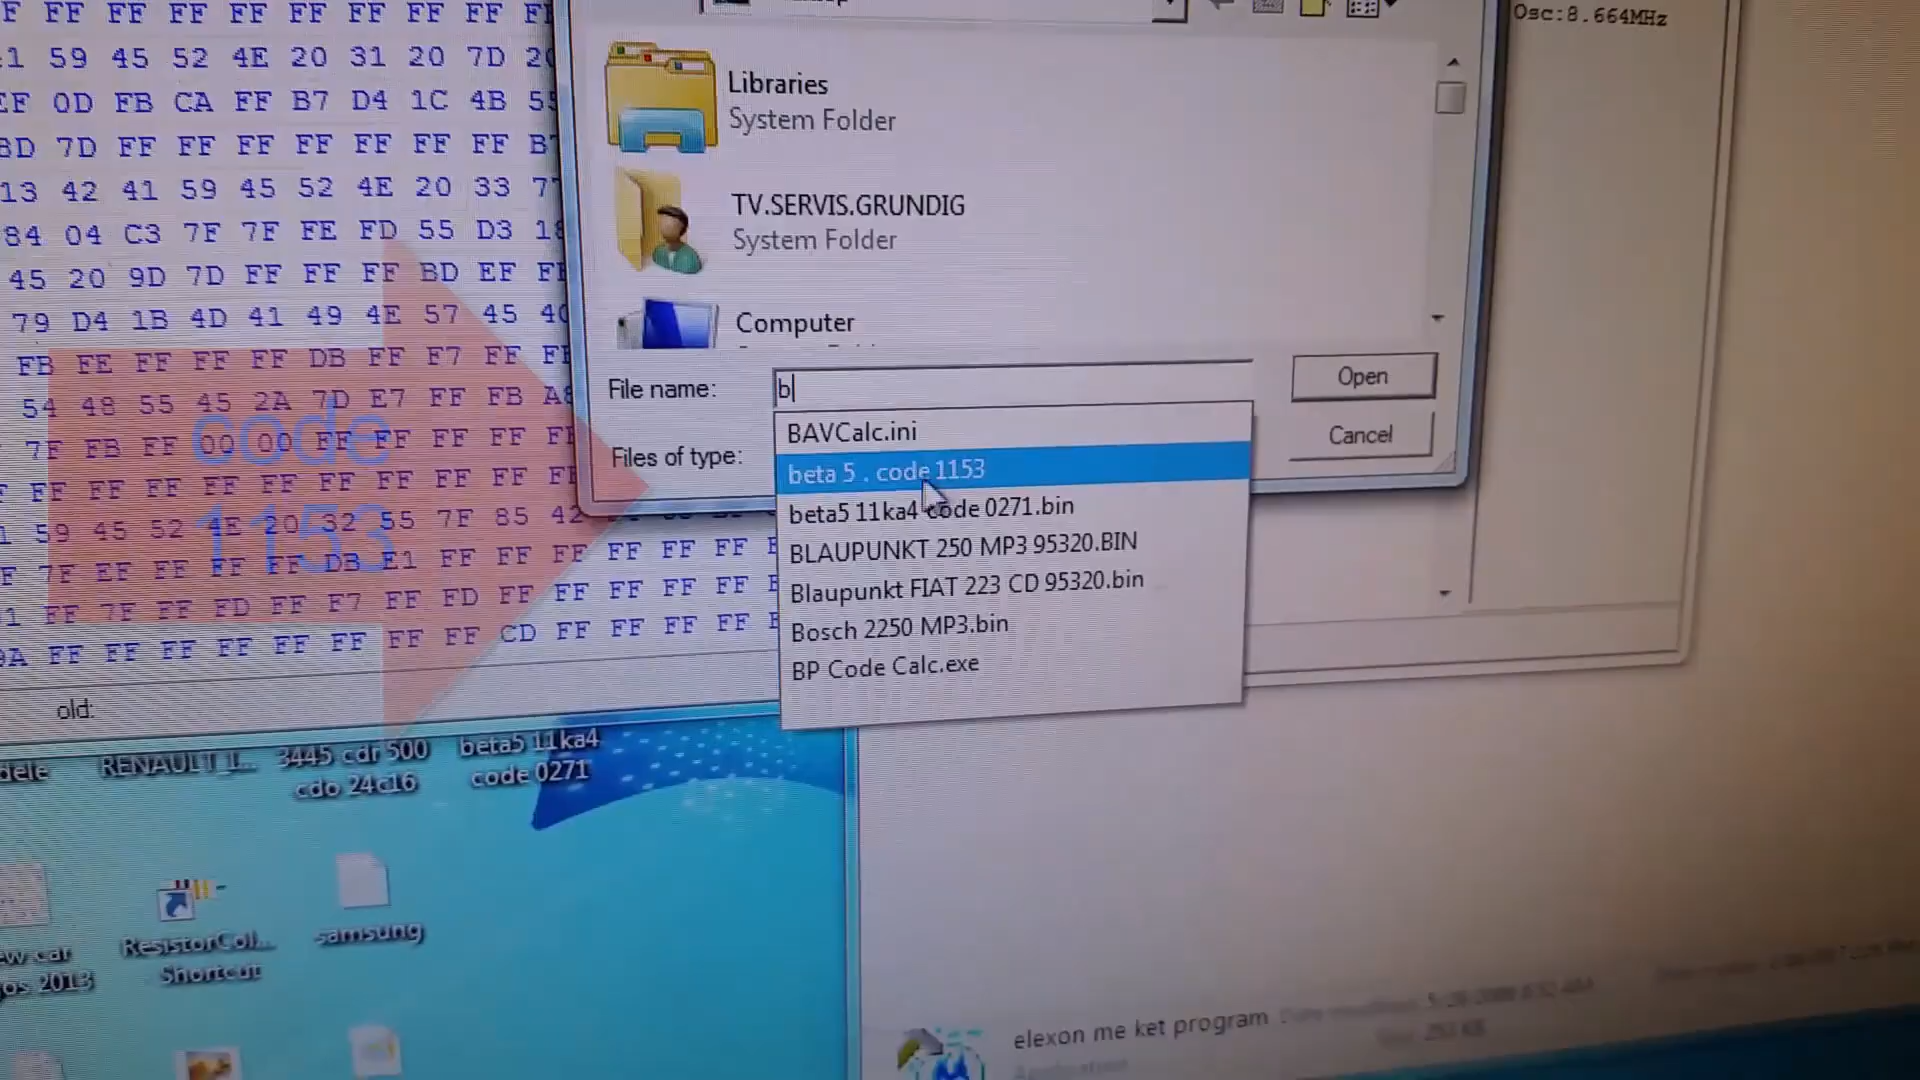 FF FF FF FF FF FF FF FF
59 45 52 4E 20 31 20 7D
0D FB CA FF B7 D4 1C 4B
7D FF FF FF FF FF FF FF
13 42 41 59 45 52 4E 20 33
84 04 C3 7F 7F FE FD 55 D3
45 20 9D 7D FF FF FF BD EF
79 D4 1B 4D 41 49 4E 57 45
FB FE FF FF FF DB FF F7 FF
54 48 55 45 2A 7D E7 FF FB
7F FB FF 00 00 FF FF FF FF FF
FF FF FF FF FF FF FF FF FF
59 45 52 4E 20 32 55 7F 85 42
7F EF FF FF FF DB E1 FF FF FF FF FF FF
FF 7F FF FD FF F7 FF FD FF FF FF FF FF
FF FF FF FF FF FF FF CD FF FF FF FF
code
1153
old:
Osc:8.664MHz
Libraries
System Folder
TV.SERVIS.GRUNDIG
System Folder
Computer
File name:
b
Open
Files of type:
Cancel
BAVCalc.ini
beta 5 . code 1153
beta5 11ka4 code 0271.bin
BLAUPUNKT 250 MP3 95320.BIN
Blaupunkt FIAT 223 CD 95320.bin
Bosch 2250 MP3.bin
BP Code Calc.exe
RENAULT_1...
3445 cdr 500
cdo 24c16
beta5 11ka4
code 0271
ResistorCol...
Shortcut
samsung
car
2013
elexon me ket program